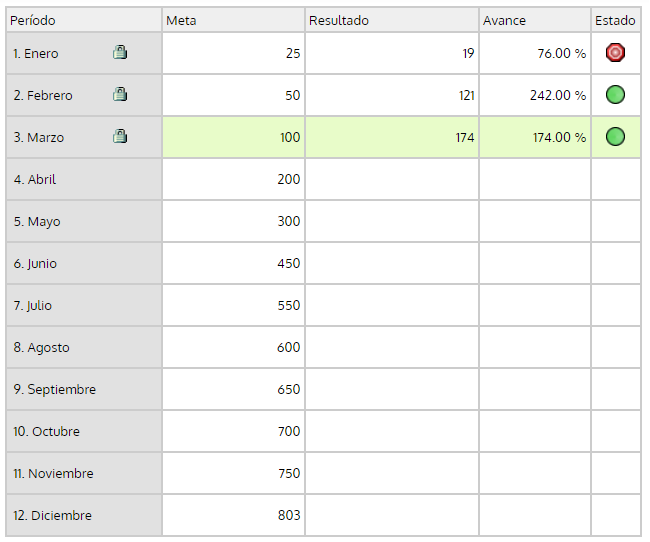 Período Meta Resultado Avance Estado
1. Enero 25 19 76.00 %
2. Febrero 50 121 242.00 %
3. Marzo 100 174 174.00 %
4. Abril 200
5. Mayo 300
6. Junio 450
7. Julio 550
8. Agosto 600
9. Septiembre 650
10. Octubre 700
11. Noviembre 750
12. Diciembre 803